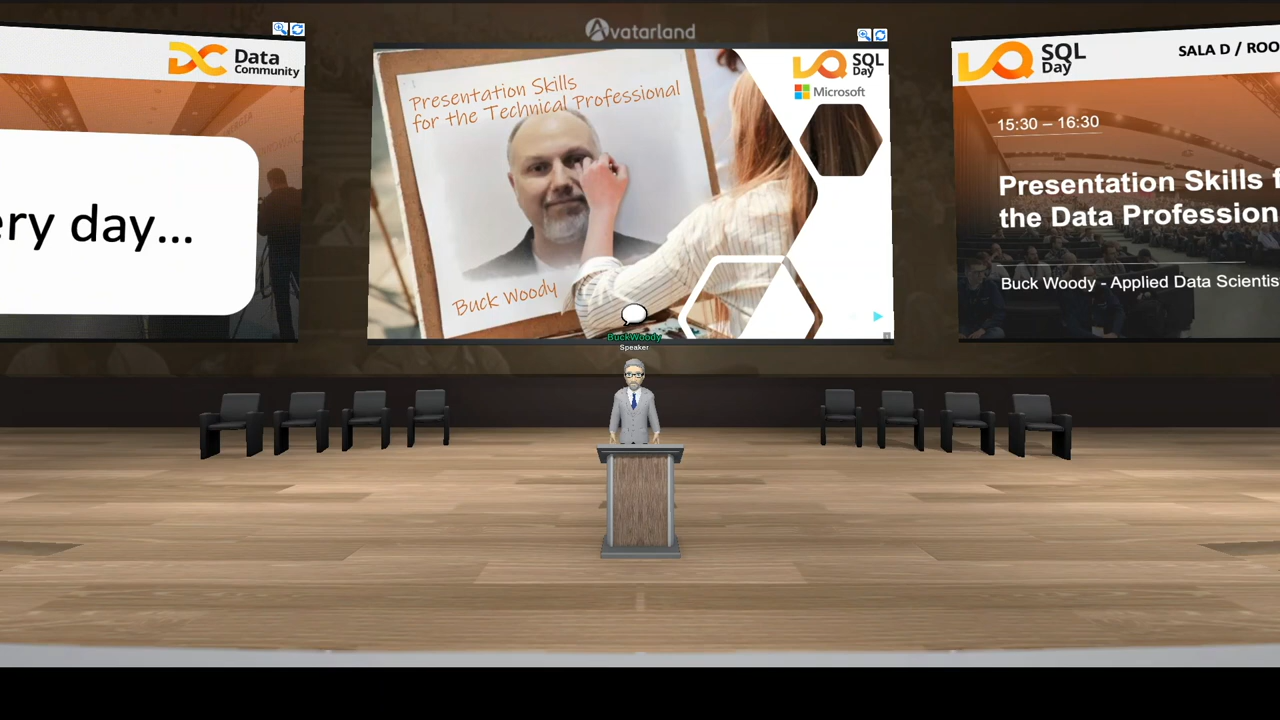 Avatarland
Data
Community
ery day...
Presentation Skills
for the Technical Professional
Buck Woody
SQL
Day
Microsoft
BuckWoody
Speaker
SQL
Day
SALA D / ROO
15:30 – 16:30
Presentation Skills f
the Data Profession
Buck Woody - Applied Data Scientis